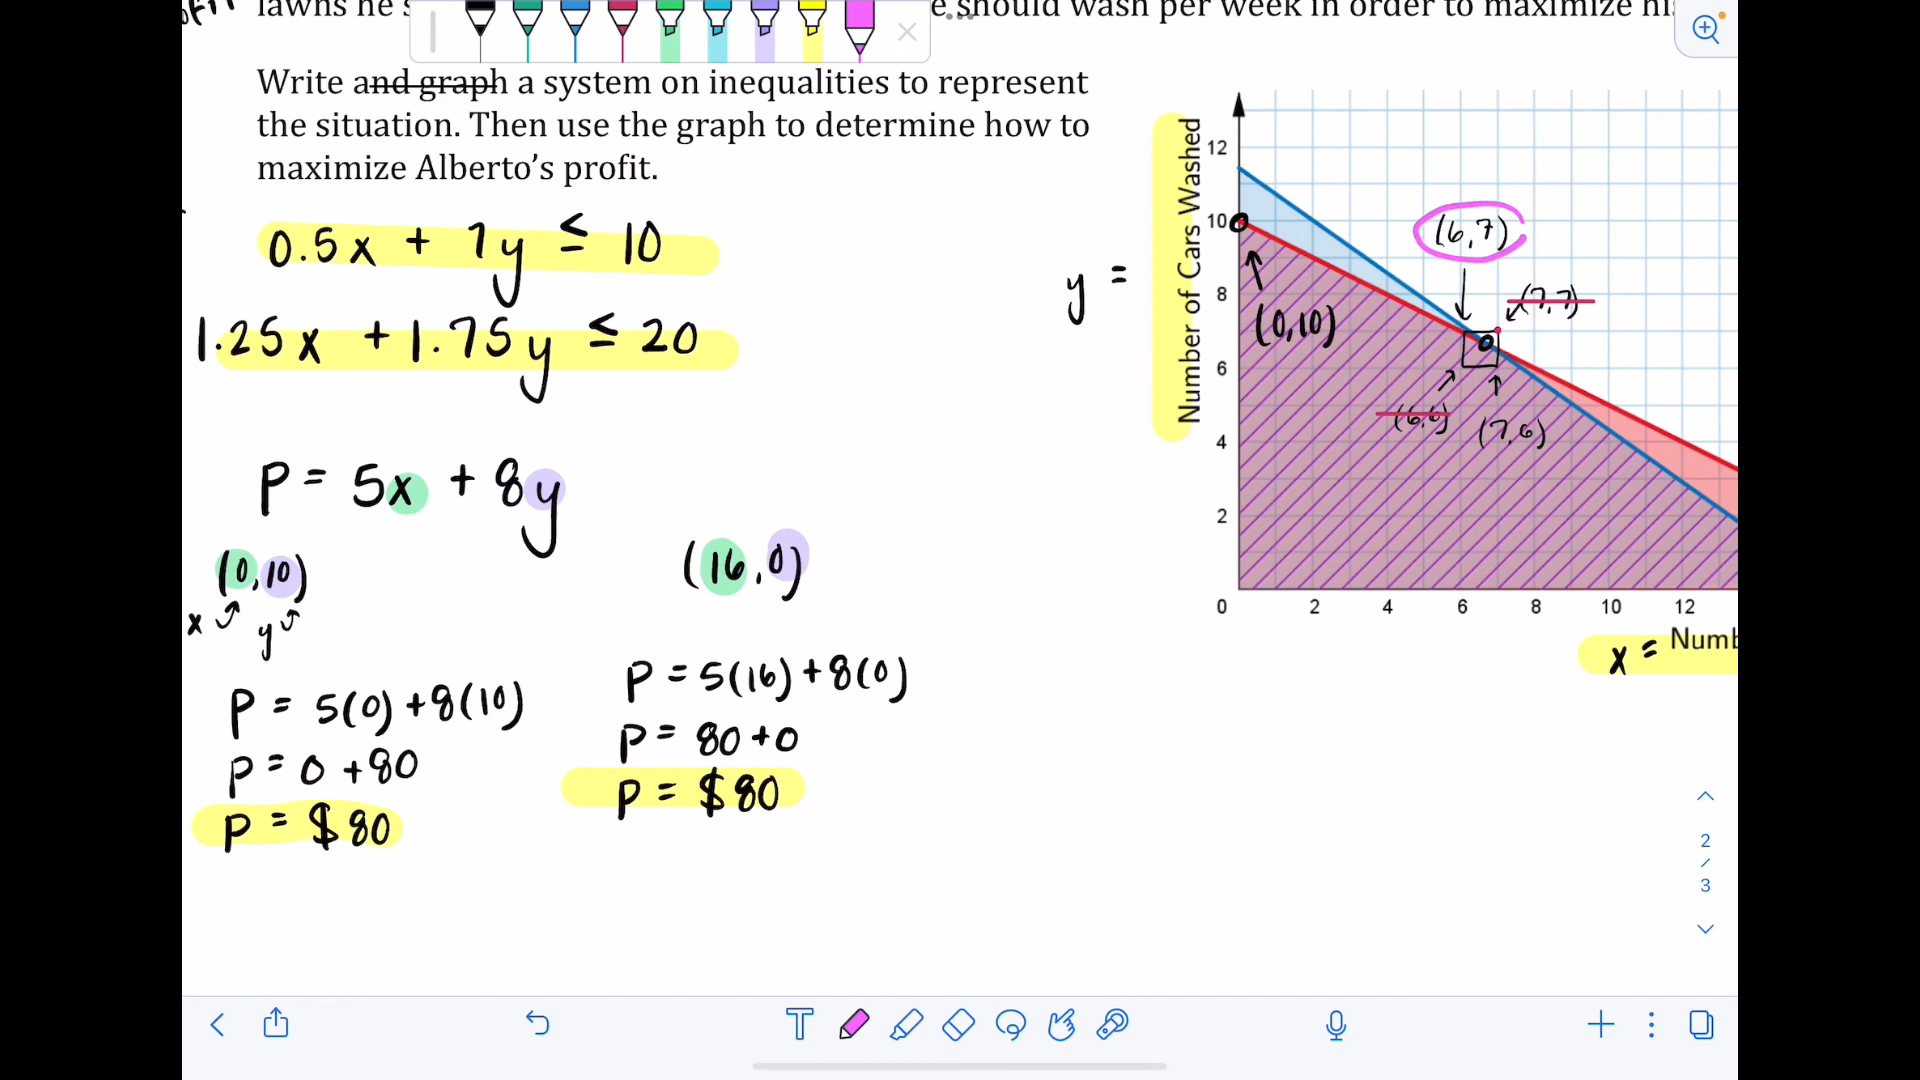 lawns he s
e should wash per week in order to maximize hi
Write and graph a system on inequalities to represent
the situation. Then use the graph to determine how to
maximize Alberto's profit.
0.5x + 1y ≤ 10
1.25x + 1.75y ≤ 20
P = 5x + 8y
(0,10)
x
y
P = 5(0) + 8(10)
P = 0 + 80
P = $80
(16,0)
P = 5(16) + 8(0)
P = 80 + 0
P = $80
y =
Number of Cars Washed
12
10
8
6
4
2
0
2
4
6
8
10
12
(6,7)
(7,7)
(0,10)
(6,6)
(7,6)
x =
Numb
2
/
3
T